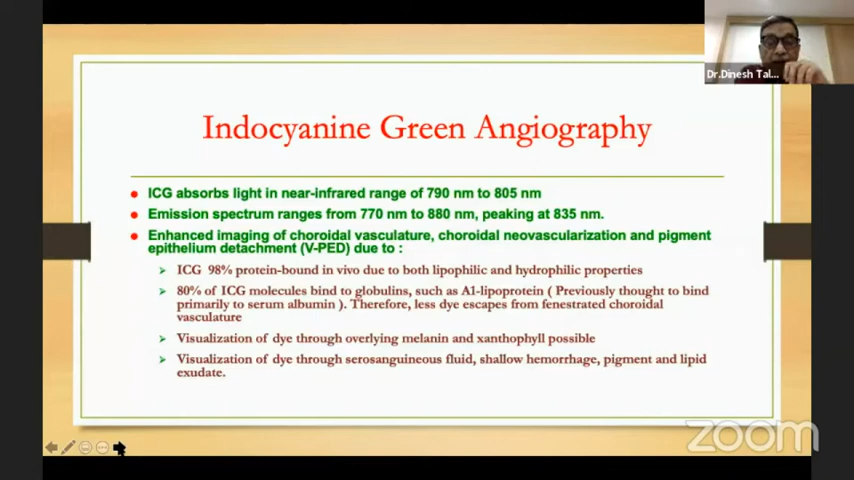 Dr.Dinesh Tal...
Indocyanine Green Angiography
ICG absorbs light in near-infrared range of 790 nm to 805 nm
Emission spectrum ranges from 770 nm to 880 nm, peaking at 835 nm.
Enhanced imaging of choroidal vasculature, choroidal neovascularization and pigment
epithelium detachment (V-PED) due to :
ICG 98% protein-bound in vivo due to both lipophilic and hydrophilic properties
80% of ICG molecules bind to globulins, such as A1-lipoprotein ( Previously thought to bind
primarily to serum albumin ). Therefore, less dye escapes from fenestrated choroidal
vasculature
Visualization of dye through overlying melanin and xanthophyll possible
Visualization of dye through serosanguineous fluid, shallow hemorrhage, pigment and lipid
exudate.
zoom